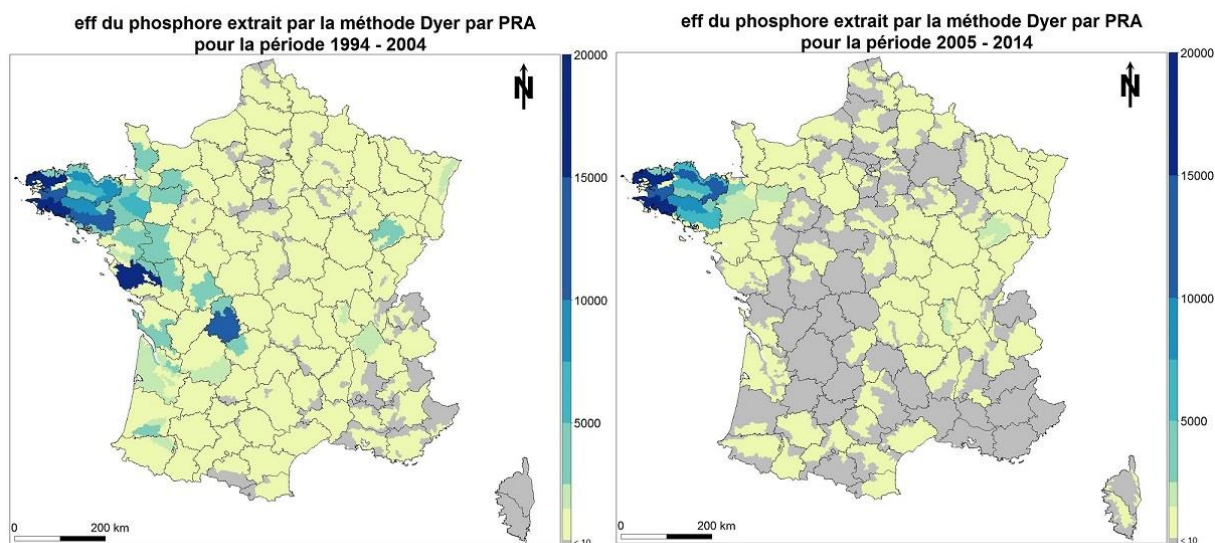 eff du phosphore extrait par la méthode Dyer par PRA
pour la période 1994 - 2004
N
20000
15000
10000
5000
< 10
0 200 km
eff du phosphore extrait par la méthode Dyer par PRA
pour la période 2005 - 2014
N
20000
15000
10000
5000
< 10
0 200 km